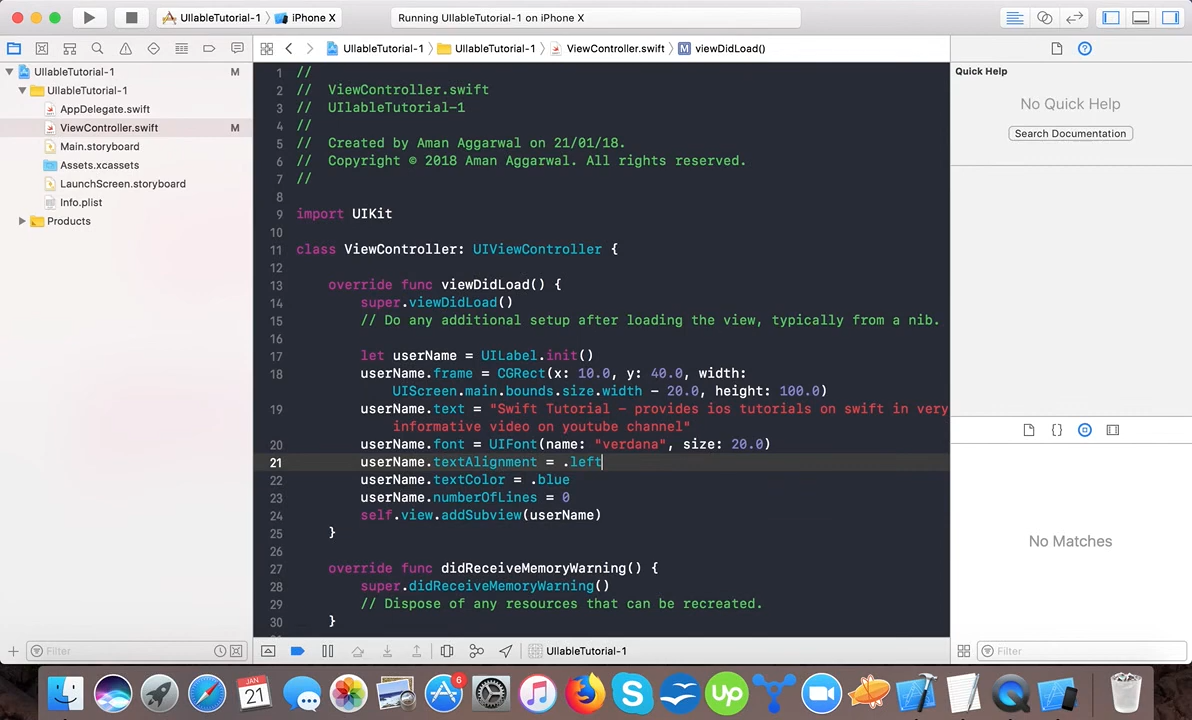 UIlableTutorial-1 〉 iPhone X
Running UIlableTutorial-1 on iPhone X
UIlableTutorial-1 〉 UIlableTutorial-1 〉 ViewController.swift 〉 M viewDidLoad()
UIlableTutorial-1 M
UIlableTutorial-1
AppDelegate.swift
ViewController.swift M
Main.storyboard
Assets.xcassets
LaunchScreen.storyboard
Info.plist
Products
1 //
2 //  ViewController.swift
3 //  UIlableTutorial-1
4 //
5 //  Created by Aman Aggarwal on 21/01/18.
6 //  Copyright © 2018 Aman Aggarwal. All rights reserved.
7 //
8
9 import UIKit
10
11 class ViewController: UIViewController {
12
13 override func viewDidLoad() {
14 super.viewDidLoad()
15 // Do any additional setup after loading the view, typically from a nib.
16
17 let userName = UILabel.init()
18 userName.frame = CGRect(x: 10.0, y: 40.0, width:
UIScreen.main.bounds.size.width - 20.0, height: 100.0)
19 userName.text = "Swift Tutorial - provides ios tutorials on swift in very
informative video on youtube channel"
20 userName.font = UIFont(name: "verdana", size: 20.0)
21 userName.textAlignment = .left
22 userName.textColor = .blue
23 userName.numberOfLines = 0
24 self.view.addSubview(userName)
25 }
26
27 override func didReceiveMemoryWarning() {
28 super.didReceiveMemoryWarning()
29 // Dispose of any resources that can be recreated.
30 }
Quick Help
No Quick Help
Search Documentation
No Matches
Filter
UIlableTutorial-1
Filter
JAN
21
6
up